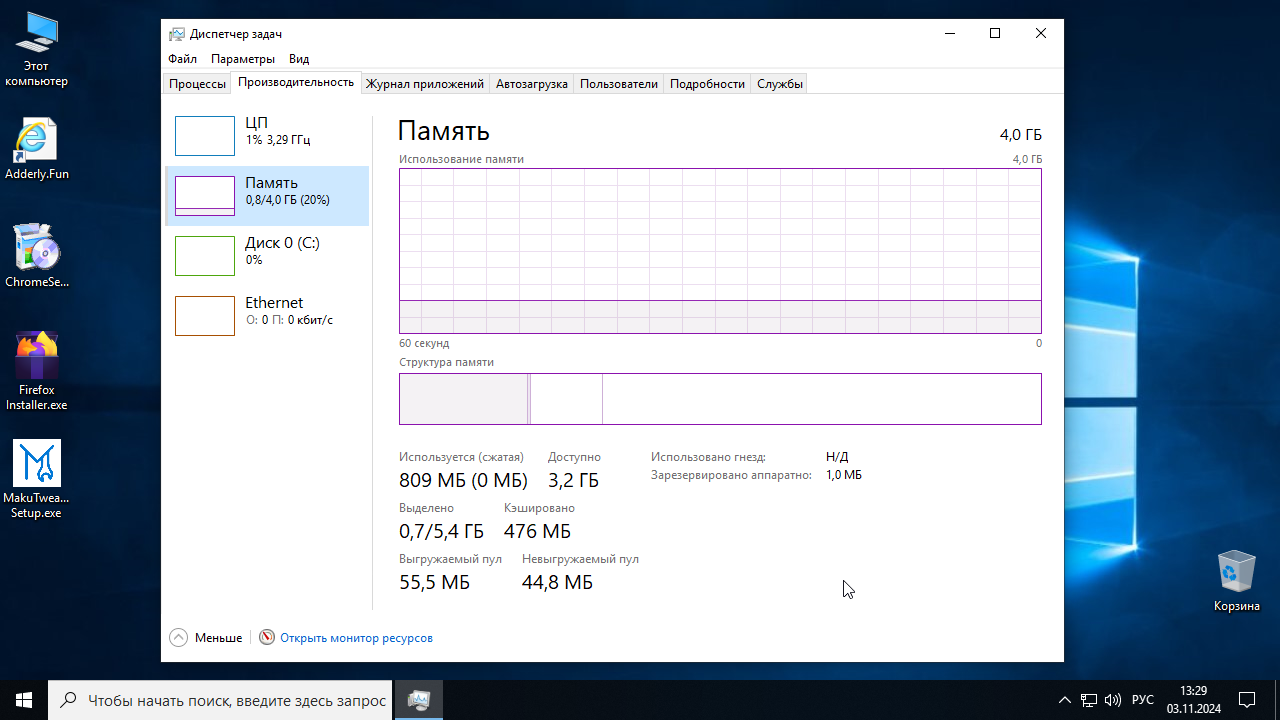 Этот
компьютер
Adderly.Fun
ChromeSe...
Firefox
Installer.exe
MakuTwea...
Setup.exe
Диспетчер задач
Файл Параметры Вид
Процессы Производительность Журнал приложений Автозагрузка Пользователи Подробности Службы
ЦП
1% 3,29 ГГц
Память
0,8/4,0 ГБ (20%)
Диск 0 (C:)
0%
Ethernet
О: 0 П: 0 кбит/с
Память 4,0 ГБ
Использование памяти 4,0 ГБ
60 секунд 0
Структура памяти
Используется (сжатая) Доступно
809 МБ (0 МБ) 3,2 ГБ
Выделено Кэшировано
0,7/5,4 ГБ 476 МБ
Выгружаемый пул Невыгружаемый пул
55,5 МБ 44,8 МБ
Использовано гнезд: Н/Д
Зарезервировано аппаратно: 1,0 МБ
Меньше Открыть монитор ресурсов
Корзина
Чтобы начать поиск, введите здесь запрос
РУС
13:29
03.11.2024